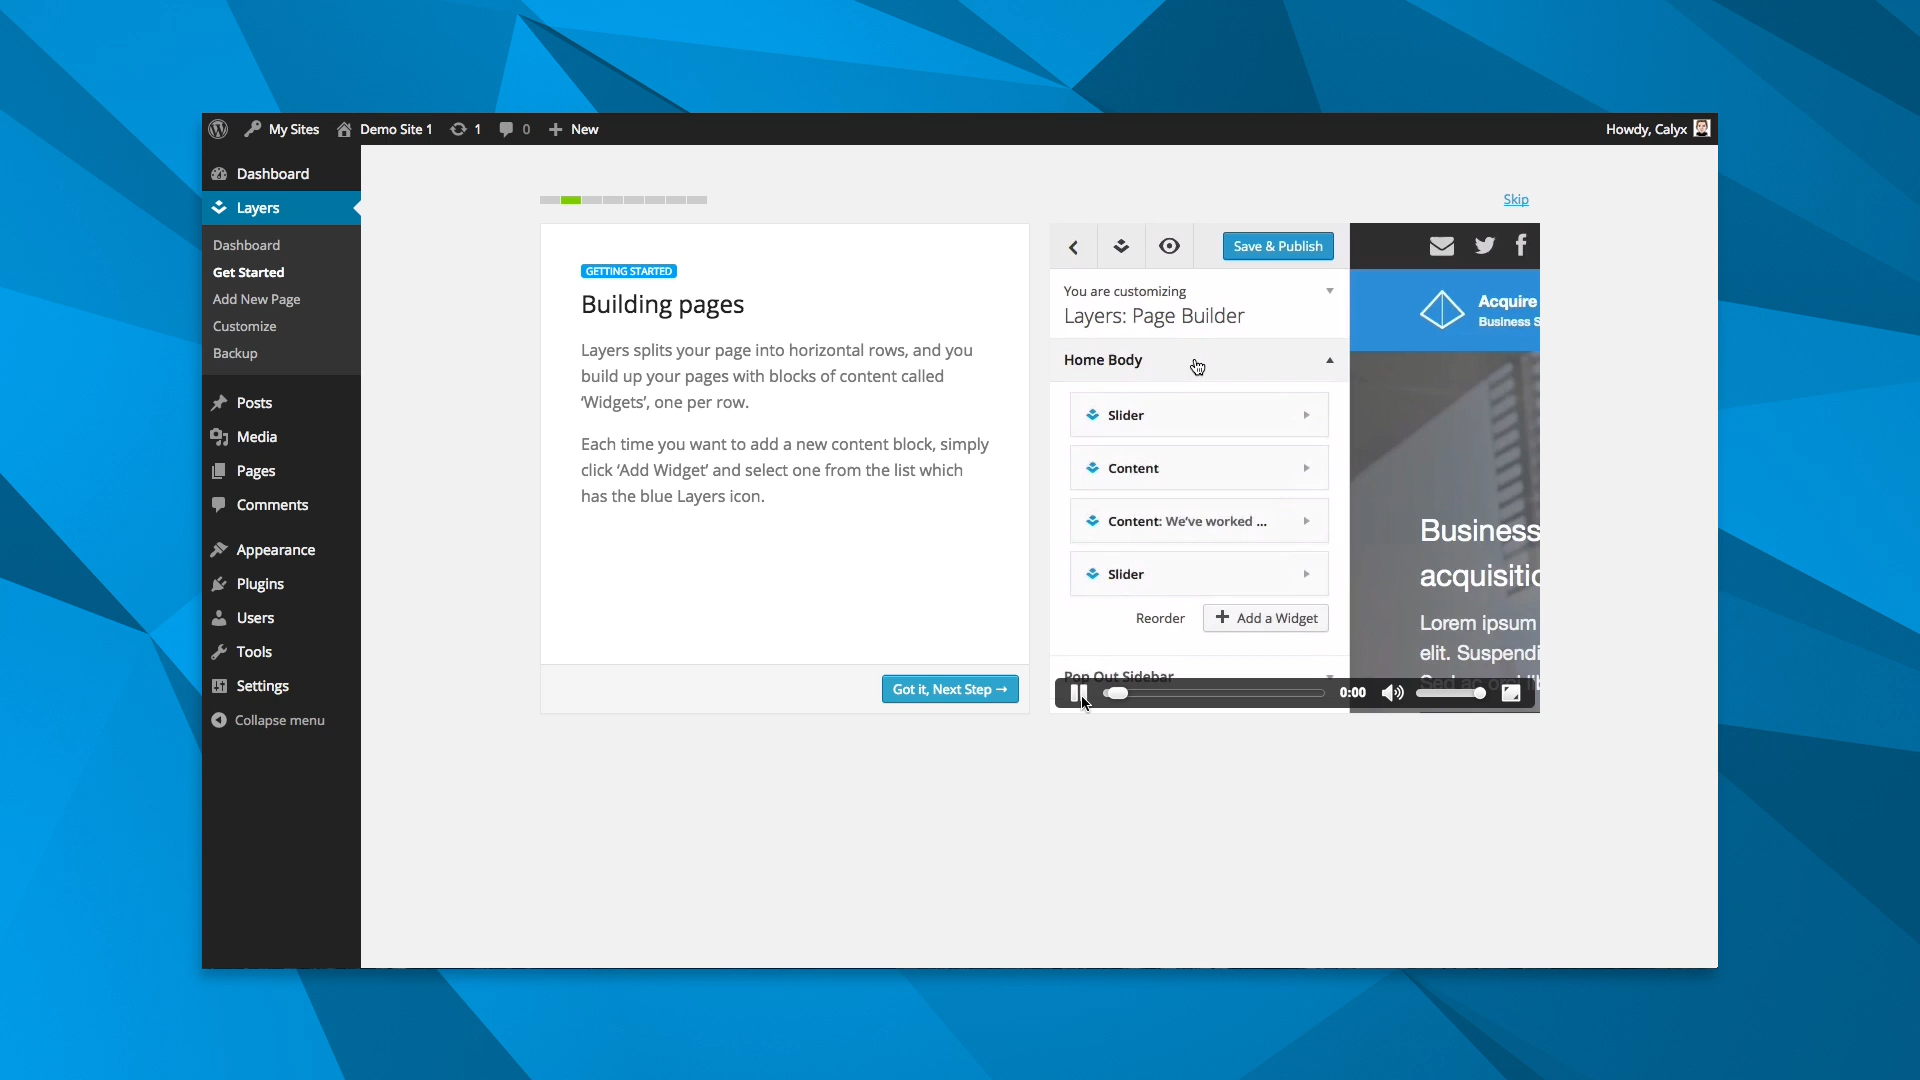 My Sites
Demo Site 1
1
0
New
Howdy, Calyx
Dashboard
Layers
Dashboard
Get Started
Add New Page
Customize
Backup
Posts
Media
Pages
Comments
Appearance
Plugins
Users
Tools
Settings
Collapse menu
Skip
GETTING STARTED
Building pages
Layers splits your page into horizontal rows, and you
build up your pages with blocks of content called
‘Widgets’, one per row.
Each time you want to add a new content block, simply
click ‘Add Widget’ and select one from the list which
has the blue Layers icon.
Got it, Next Step →
Save & Publish
You are customizing
Layers: Page Builder
Home Body
Slider
Content
Content: We’ve worked ...
Slider
Reorder
Add a Widget
Pop Out Sidebar
0:00
Acquire
Business S
Business
acquisitic
Lorem ipsum
elit. Suspendi
Sed ac orci lib